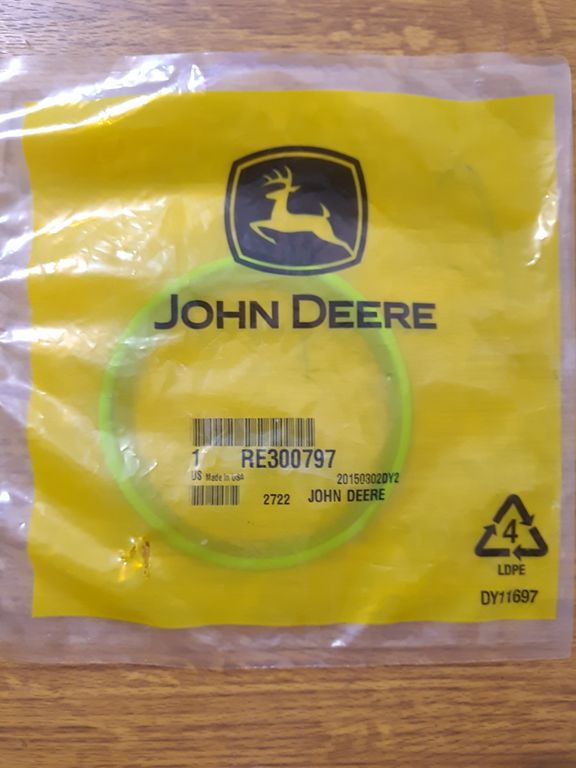 JOHN DEERE
1 RE300797
US Made In USA 20150302DY2
2722 JOHN DEERE
4
LDPE
DY11697